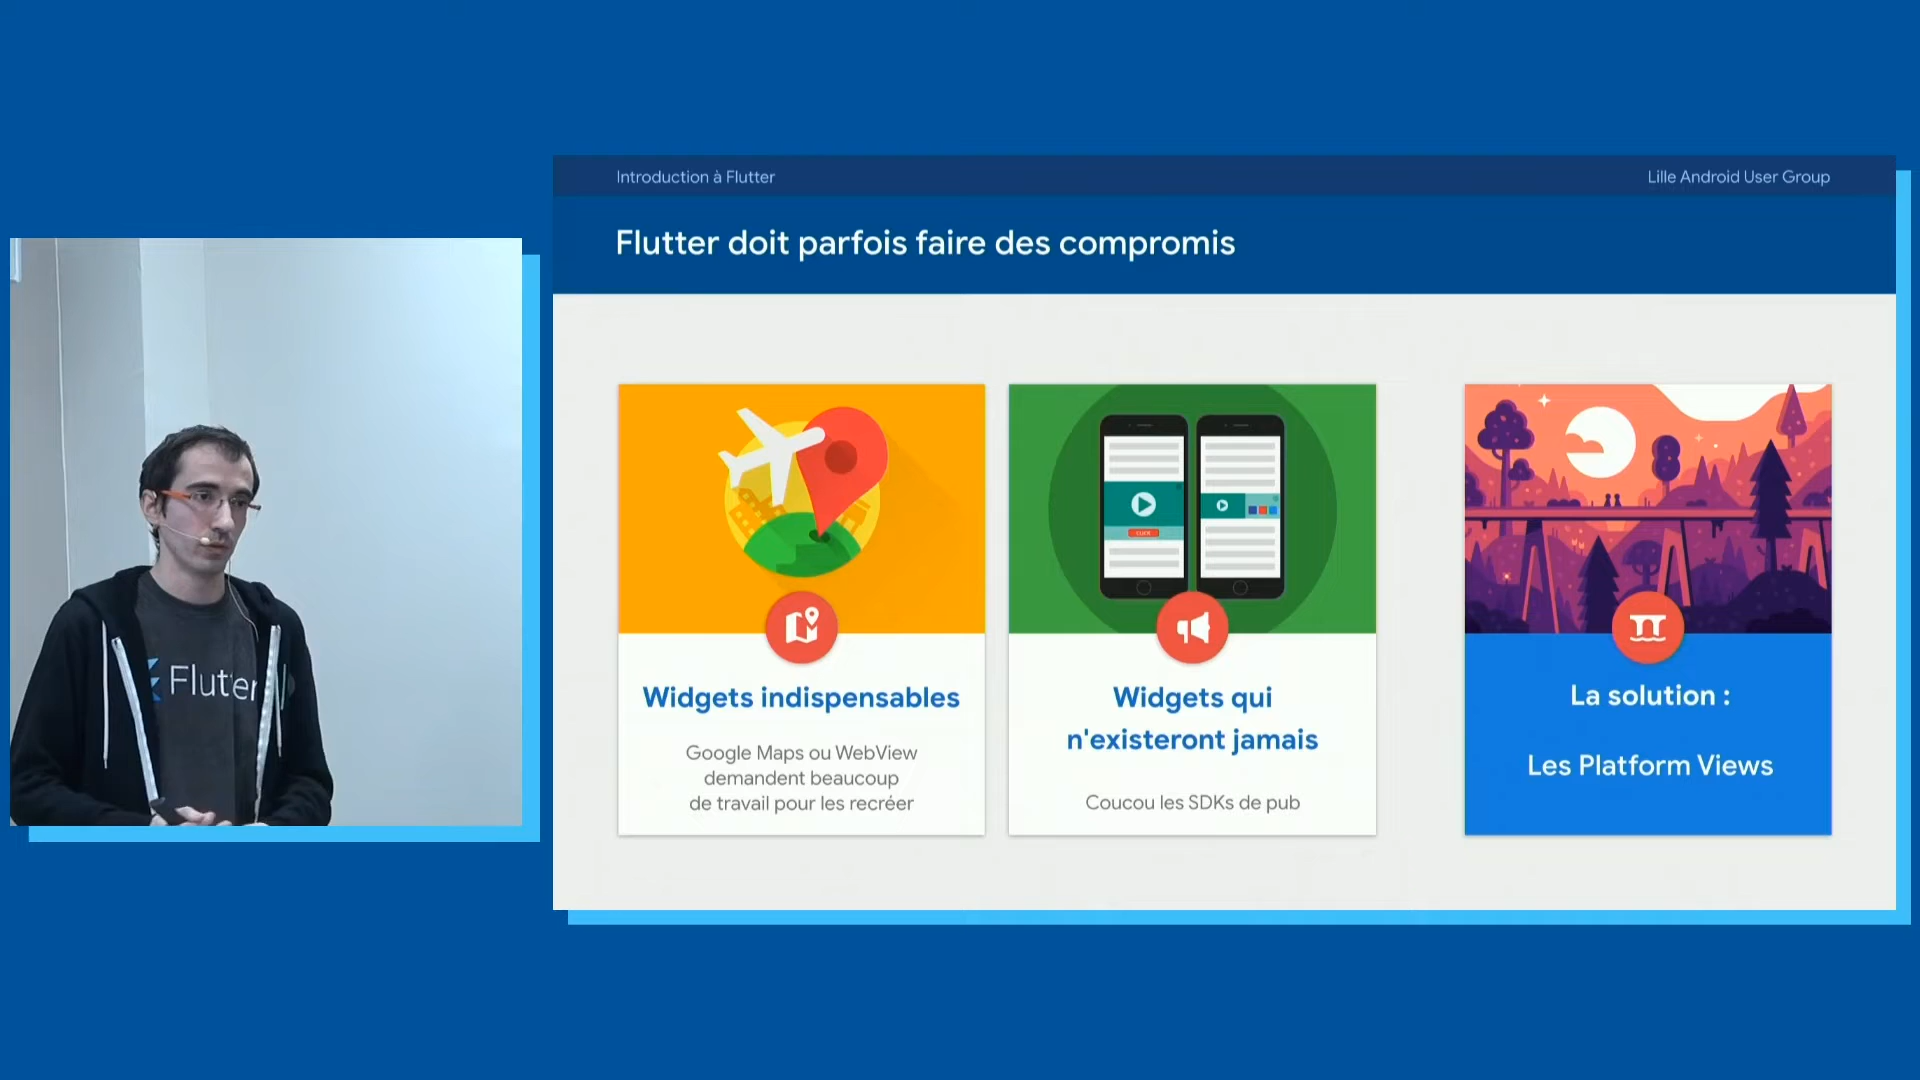 Introduction à Flutter
Lille Android User Group
Flutter doit parfois faire des compromis
Widgets indispensables
Google Maps ou WebView
demandent beaucoup
de travail pour les recréer
Widgets qui
n'existeront jamais
Coucou les SDKs de pub
La solution :
Les Platform Views
Flutter